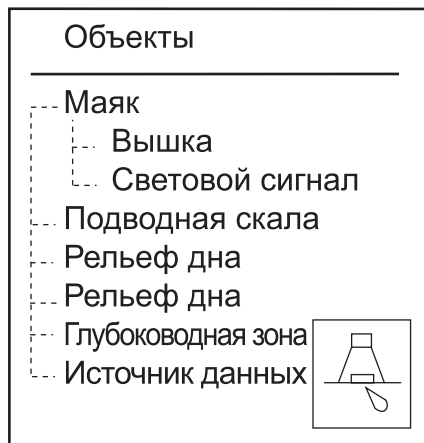 Объекты
Маяк
Вышка
Световой сигнал
Подводная скала
Рельеф дна
Рельеф дна
Глубоководная зона
Источник данных